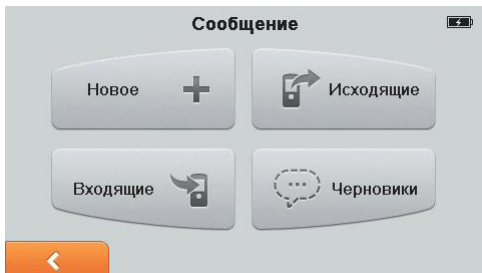 Сообщение
Новое
Исходящие
Входящие
Черновики